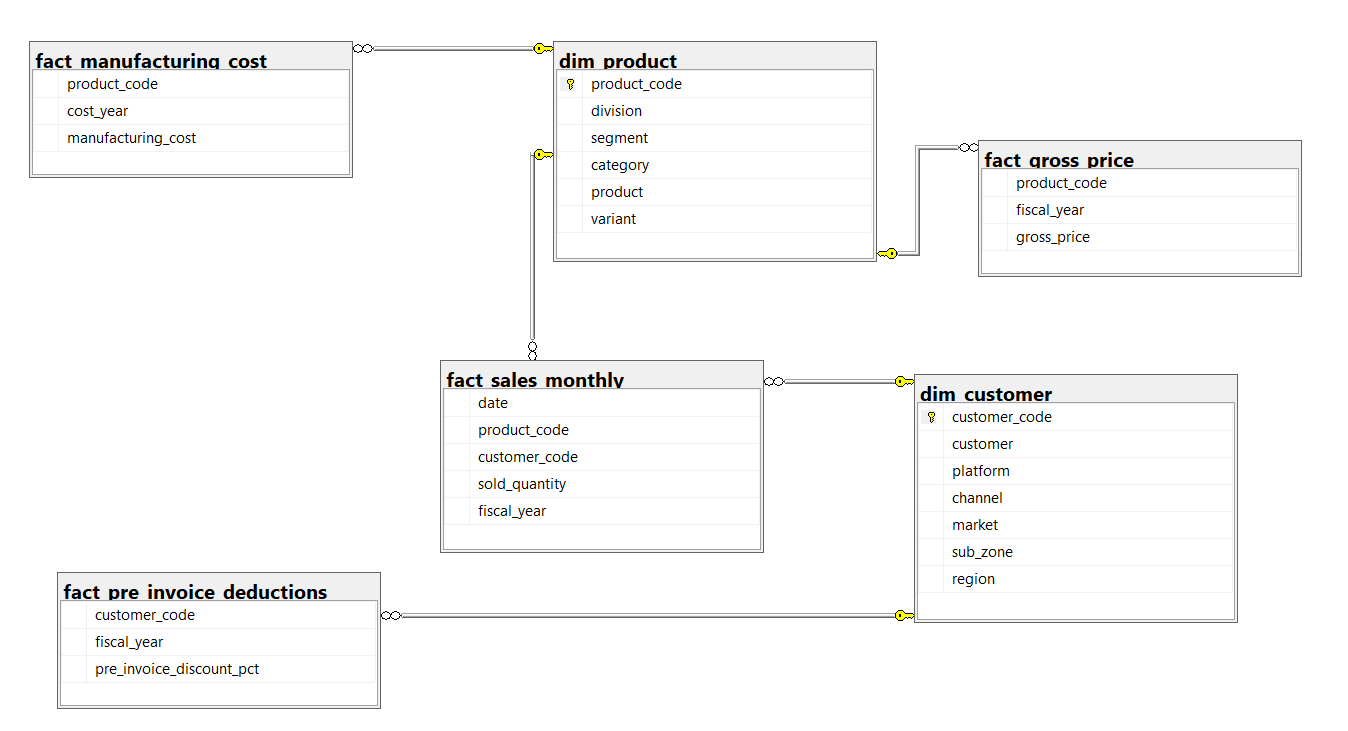 fact_manufacturing_cost
product_code
cost_year
manufacturing_cost
dim_product
product_code
division
segment
category
product
variant
fact_gross_price
product_code
fiscal_year
gross_price
fact_sales_monthly
date
product_code
customer_code
sold_quantity
fiscal_year
dim_customer
customer_code
customer
platform
channel
market
sub_zone
region
fact_pre_invoice_deductions
customer_code
fiscal_year
pre_invoice_discount_pct